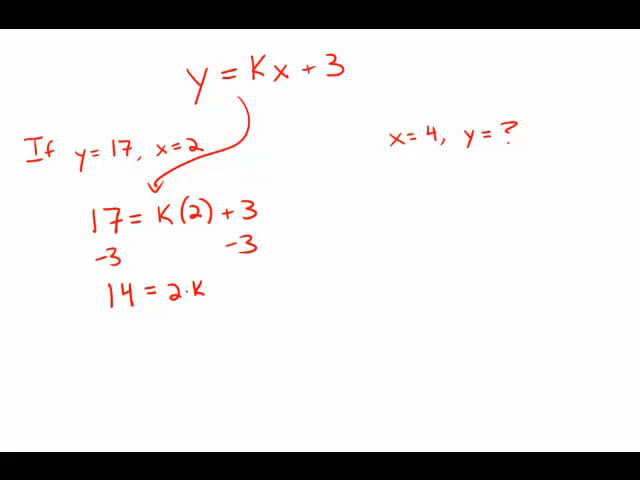 y = Kx + 3
If y = 17, x = 2
x = 4, y = ?
17 = K(2) + 3
-3 -3
14 = 2·K